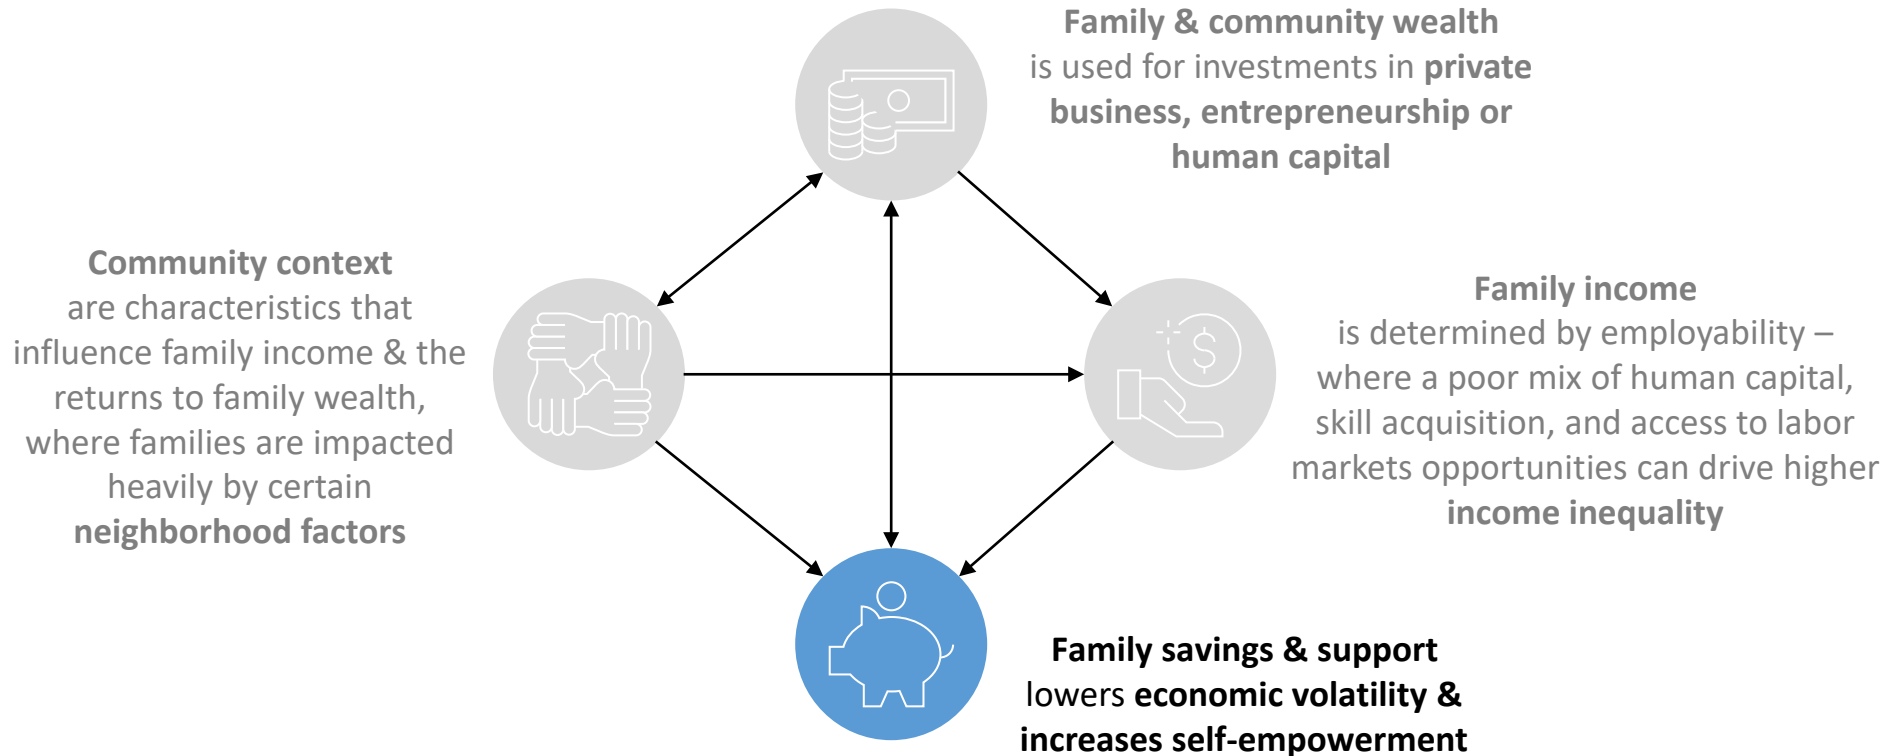 Family & community wealth
is used for investments in private
business, entrepreneurship or
human capital
Community context
are characteristics that
influence family income & the
returns to family wealth,
where families are impacted
heavily by certain
neighborhood factors
$
Family income
is determined by employability –
where a poor mix of human capital,
skill acquisition, and access to labor
markets opportunities can drive higher
income inequality
Family savings & support
lowers economic volatility &
increases self-empowerment